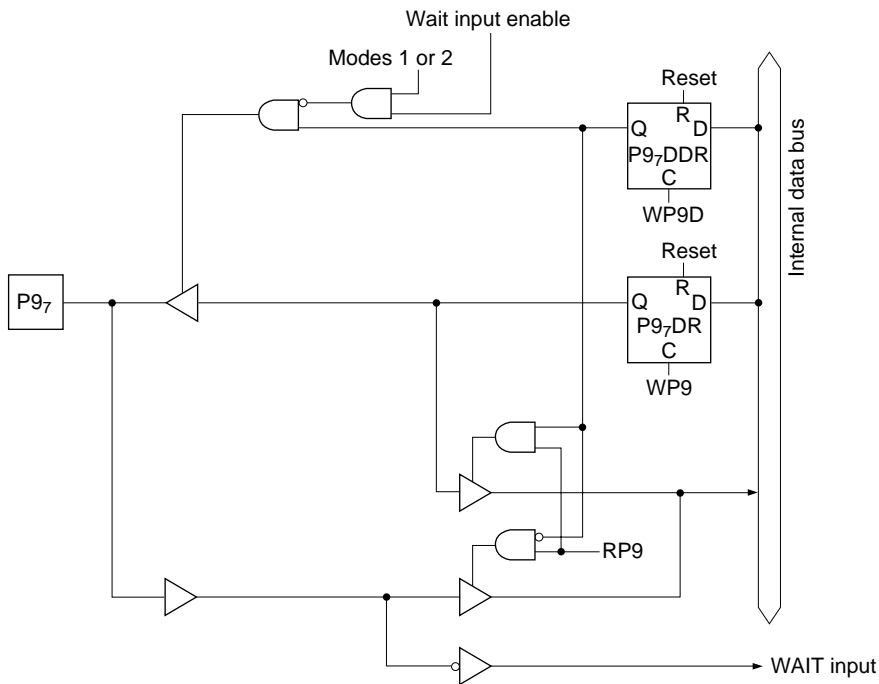 Wait input enable
Modes 1 or 2
Reset
R
Q D
P9₇DDR
C
WP9D
Internal data bus
Reset
R
Q D
P9₇DR
C
WP9
P9₇
RP9
WAIT input